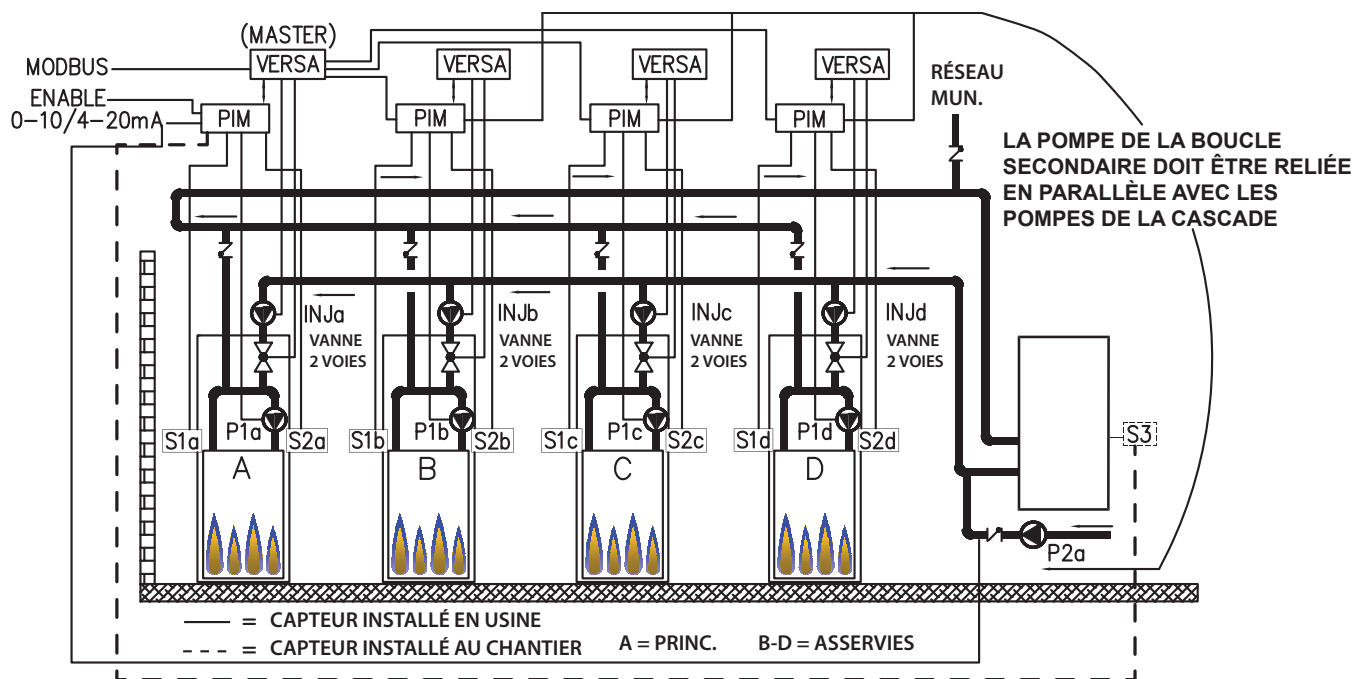 (MASTER)
VERSA
VERSA
VERSA
VERSA
MODBUS
ENABLE
0-10/4-20mA
PIM
PIM
PIM
PIM
RÉSEAU
MUN.
LA POMPE DE LA BOUCLE
SECONDAIRE DOIT ÊTRE RELIÉE
EN PARALLÈLE AVEC LES
POMPES DE LA CASCADE
INJa
VANNE
2 VOIES
INJb
VANNE
2 VOIES
INJc
VANNE
2 VOIES
INJd
VANNE
2 VOIES
S1a
P1a
S2a
S1b
P1b
S2b
S1c
P1c
S2c
S1d
P1d
S2d
S3
A
B
C
D
P2a
= CAPTEUR INSTALLÉ EN USINE
= CAPTEUR INSTALLÉ AU CHANTIER
A = PRINC.
B-D = ASSERVIES